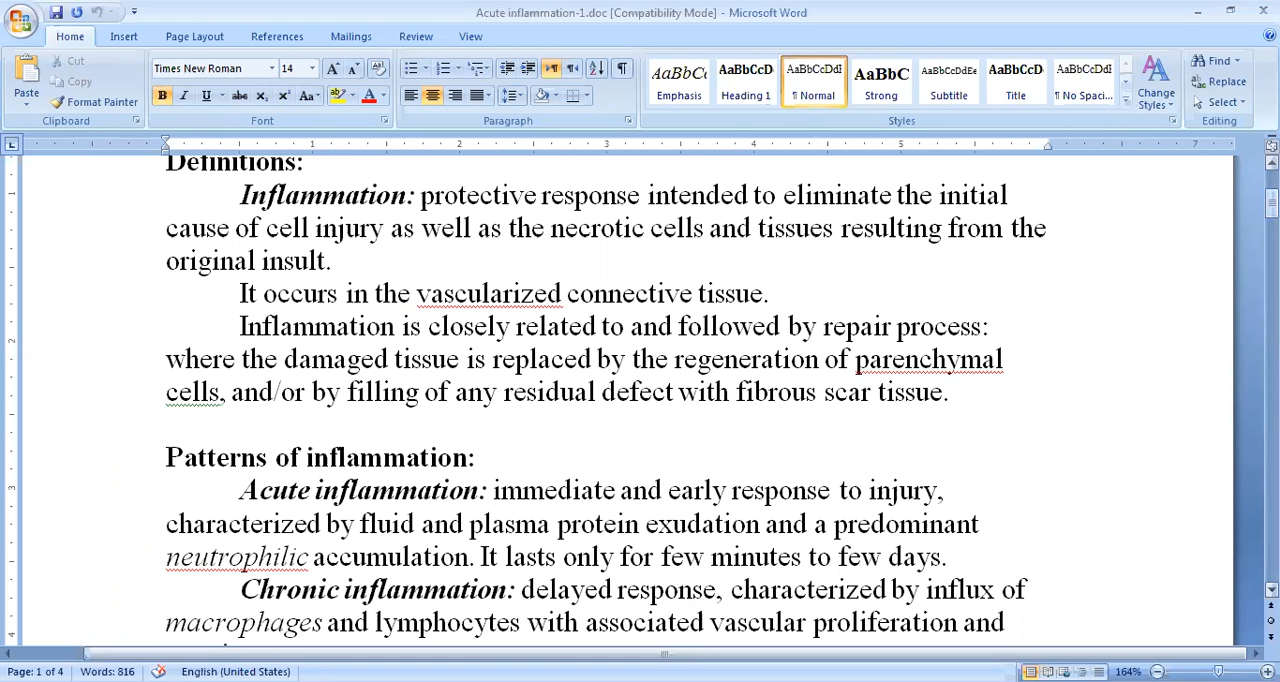 Acute inflammation-1.doc [Compatibility Mode] - Microsoft Word
Home Insert Page Layout References Mailings Review View
Paste
Cut
Copy
Format Painter
Clipboard
Times New Roman 14
Font
Paragraph
AaBbCc AaBbCcD AaBbCcDdI AaBbC AaBbCcDdEe AaBbCcD AaBbCcDdI
Emphasis Heading 1 ¶ Normal Strong Subtitle Title ¶ No Spaci...
Change Styles
Styles
Find
Replace
Select
Editing
1 2 3 4 5 7
Definitions:
Inflammation: protective response intended to eliminate the initial
cause of cell injury as well as the necrotic cells and tissues resulting from the
original insult.
It occurs in the vascularized connective tissue.
Inflammation is closely related to and followed by repair process:
where the damaged tissue is replaced by the regeneration of parenchymal
cells, and/or by filling of any residual defect with fibrous scar tissue.
Patterns of inflammation:
Acute inflammation: immediate and early response to injury,
characterized by fluid and plasma protein exudation and a predominant
neutrophilic accumulation. It lasts only for few minutes to few days.
Chronic inflammation: delayed response, characterized by influx of
macrophages and lymphocytes with associated vascular proliferation and
Page: 1 of 4 Words: 816 English (United States) 164%